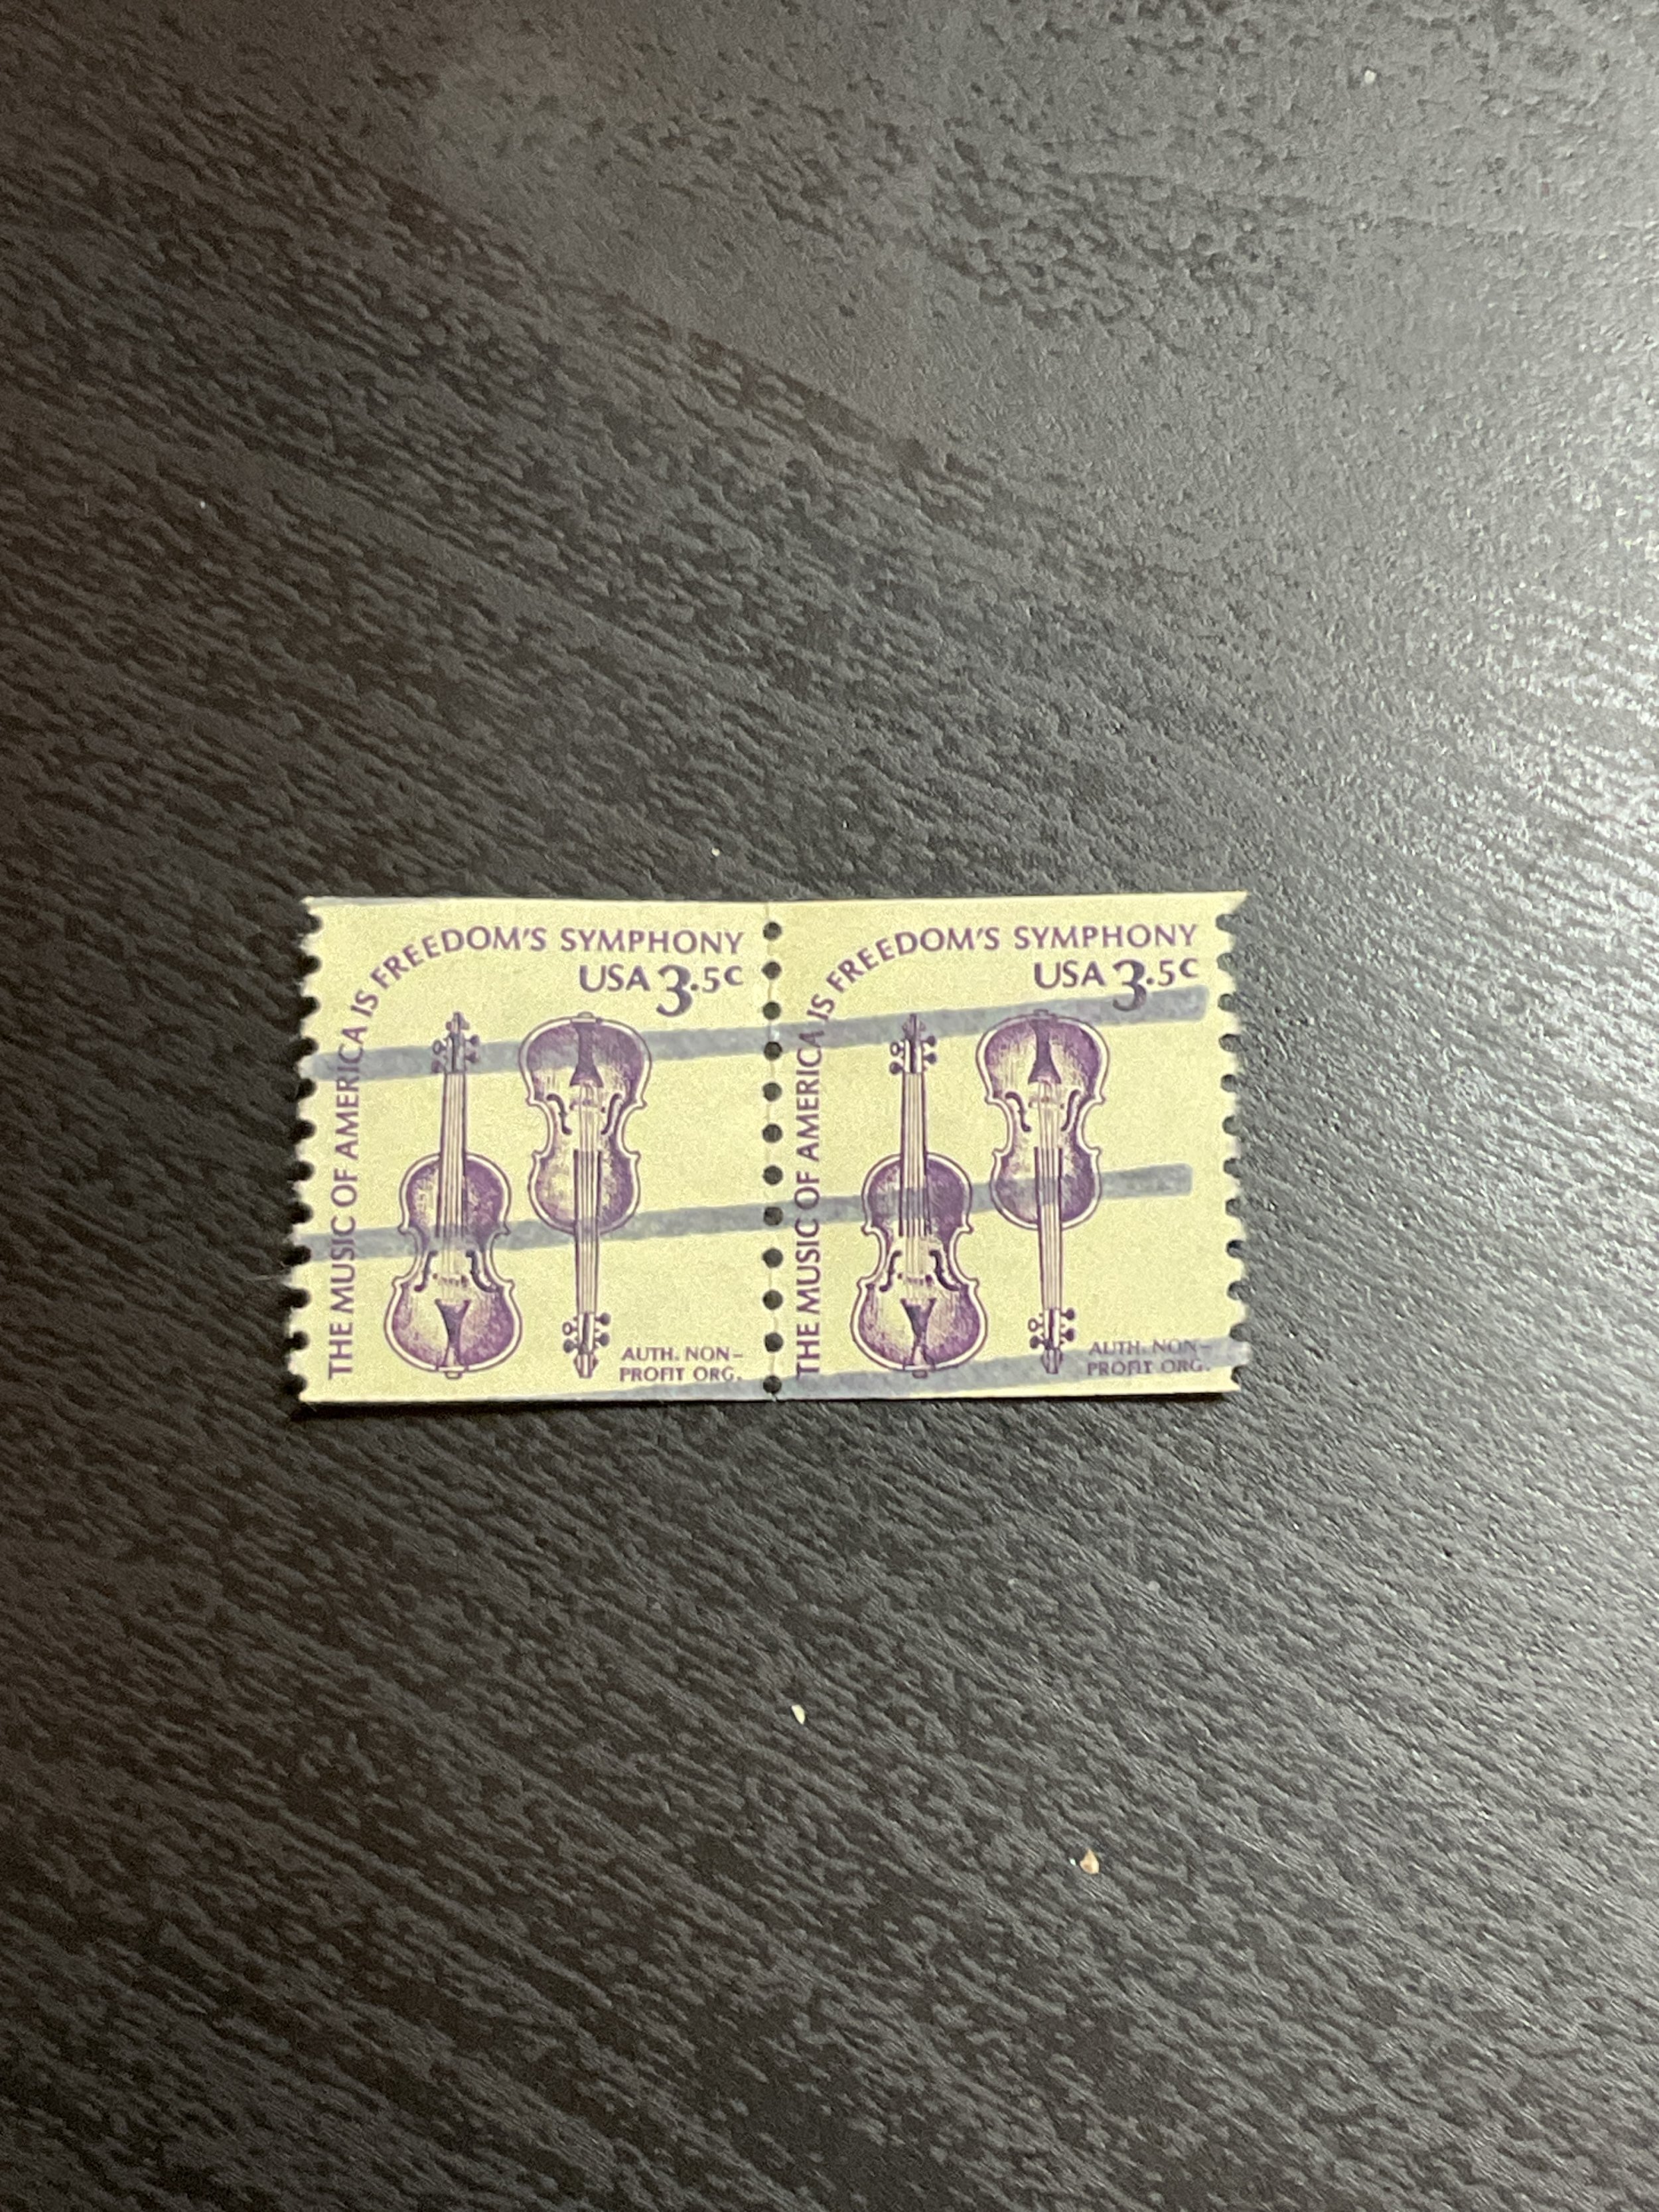 THE MUSIC OF AMERICA IS FREEDOM'S SYMPHONY
USA 3.5c
AUTH. NON-
PROFIT ORG.
THE MUSIC OF AMERICA IS FREEDOM'S SYMPHONY
USA 3.5c
AUTH. NON-
PROFIT ORG.